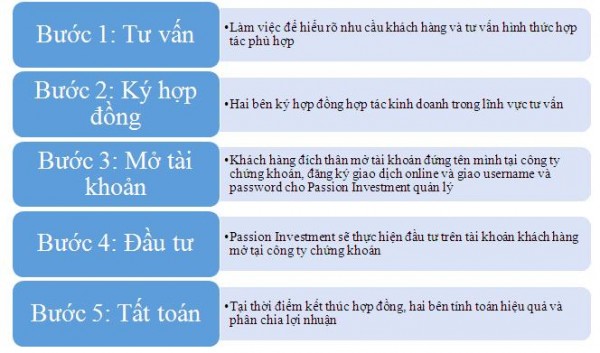 Bước 1: Tư vấn
•Làm việc để hiểu rõ nhu cầu khách hàng và tư vấn hình thức hợp
tác phù hợp
Bước 2: Ký hợp
đồng
•Hai bên ký hợp đồng hợp tác kinh doanh trong lĩnh vực tư vấn
Bước 3: Mở tài
khoản
•Khách hàng đích thân mở tài khoản đứng tên mình tại công ty
chứng khoán, đăng ký giao dịch online và giao username và
password cho Passion Investment quản lý
Bước 4: Đầu tư
•Passion Investment sẽ thực hiện đầu tư trên tài khoản khách hàng
mở tại công ty chứng khoán
Bước 5: Tất toán
•Tại thời điểm kết thúc hợp đồng, hai bên tính toán hiệu quả và
phân chia lợi nhuận